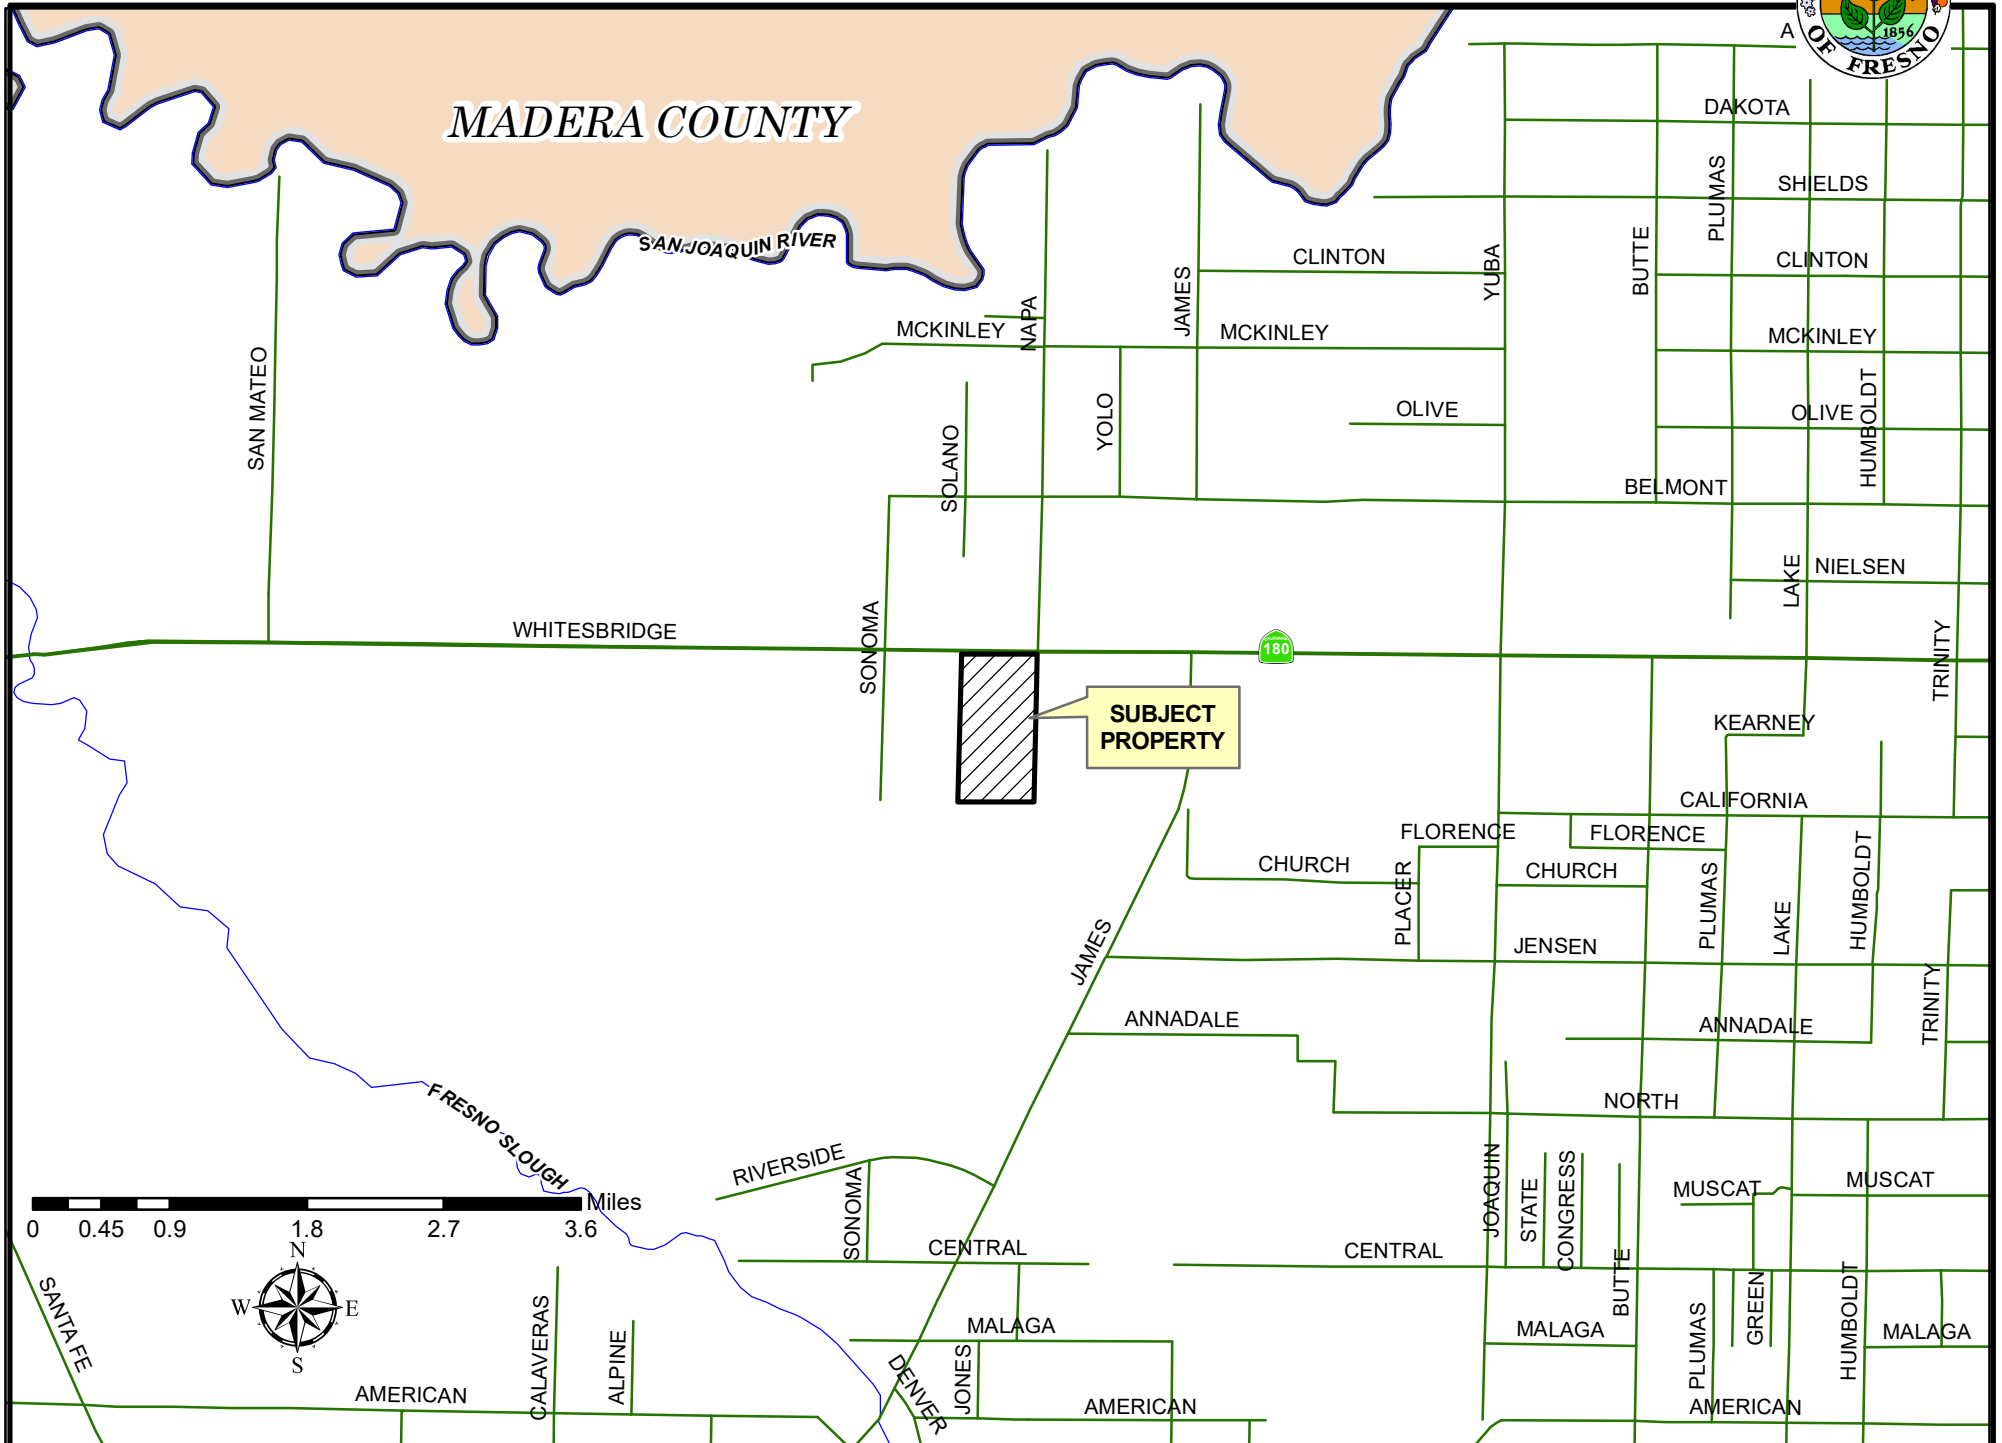 1856
OF FRESNO
A
DAKOTA
MADERA COUNTY
PLUMAS
SHIELDS
SAN JOAQUIN RIVER
CLINTON
YUBA
BUTTE
CLINTON
JAMES
NAPA
MCKINLEY
MCKINLEY
MCKINLEY
SAN MATEO
YOLO
OLIVE
OLIVE
HUMBOLDT
SOLANO
BELMONT
LAKE
NIELSEN
WHITESBRIDGE
SONOMA
CALIFORNIA
180
TRINITY
SUBJECT
PROPERTY
KEARNEY
CALIFORNIA
FLORENCE
FLORENCE
CHURCH
PLACER
CHURCH
PLUMAS
LAKE
HUMBOLDT
JAMES
JENSEN
ANNADALE
ANNADALE
TRINITY
FRESNO SLOUGH
NORTH
RIVERSIDE
SONOMA
JOAQUIN
STATE
CONGRESS
MUSCAT
MUSCAT
Miles
0 0.45 0.9 1.8 2.7 3.6
CENTRAL
CENTRAL
N
W E
S
SANTA FE
CALAVERAS
ALPINE
MALAGA
BUTTE
MALAGA
PLUMAS
GREEN
HUMBOLDT
MALAGA
DENVER
JONES
AMERICAN
AMERICAN
AMERICAN